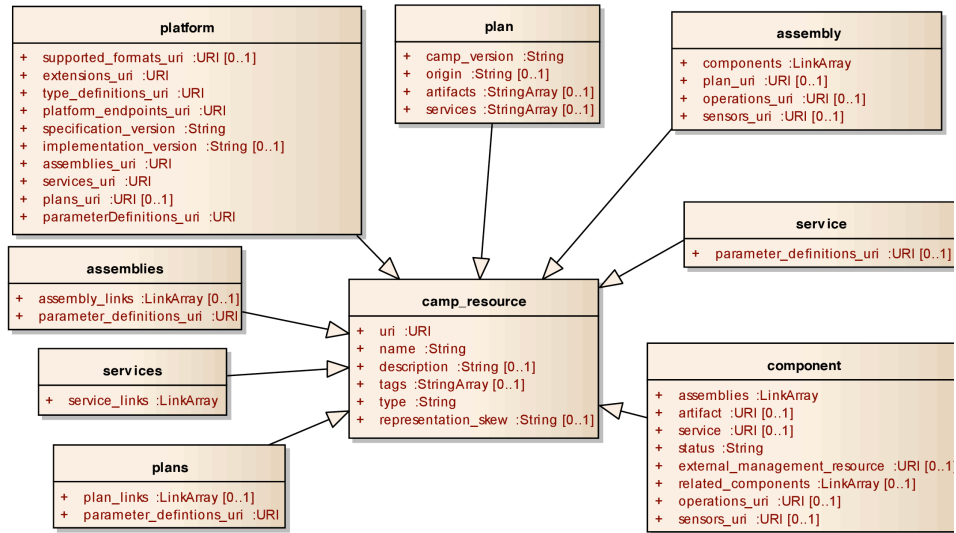 platform
+ supported_formats_uri :URI [0..1]
+ extensions_uri :URI
+ type_definitions_uri :URI
+ platform_endpoints_uri :URI
+ specification_version :String
+ implementation_version :String [0..1]
+ assemblies_uri :URI
+ services_uri :URI
+ plans_uri :URI [0..1]
+ parameterDefinitions_uri :URI
plan
+ camp_version :String
+ origin :String [0..1]
+ artifacts :StringArray [0..1]
+ services :StringArray [0..1]
assembly
+ components :LinkArray
+ plan_uri :URI [0..1]
+ operations_uri :URI [0..1]
+ sensors_uri :URI [0..1]
service
+ parameter_definitions_uri :URI [0..1]
assemblies
+ assembly_links :LinkArray [0..1]
+ parameter_definitions_uri :URI
camp_resource
+ uri :URI
+ name :String
+ description :String [0..1]
+ tags :StringArray [0..1]
+ type :String
+ representation_skew :String [0..1]
services
+ service_links :LinkArray
component
+ assemblies :LinkArray
+ artifact :URI [0..1]
+ service :URI [0..1]
+ status :String
+ external_management_resource :URI [0..1]
+ related_components :LinkArray [0..1]
+ operations_uri :URI [0..1]
+ sensors_uri :URI [0..1]
plans
+ plan_links :LinkArray [0..1]
+ parameter_defintions_uri :URI